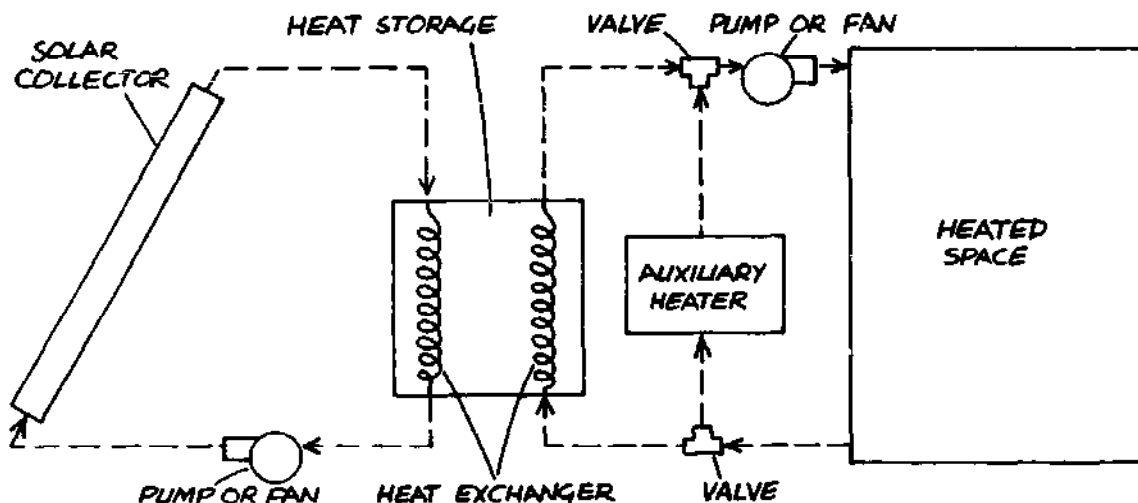 HEAT STORAGE
VALVE
PUMP OR FAN
SOLAR
COLLECTOR
HEATED
SPACE
AUXILIARY
HEATER
PUMP OR FAN
HEAT EXCHANGER
VALVE